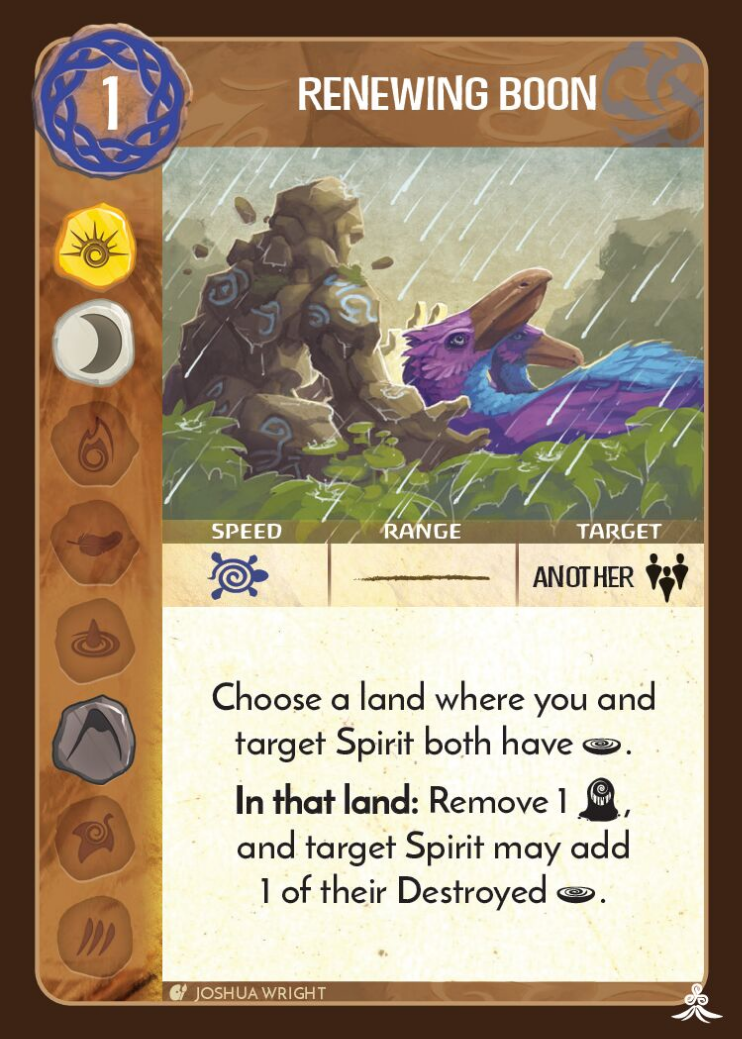 1
RENEWING BOON
SPEED RANGE TARGET
ANOTHER
Choose a land where you and
target Spirit both have .
In that land: Remove 1 ,
and target Spirit may add
1 of their Destroyed .
JOSHUA WRIGHT